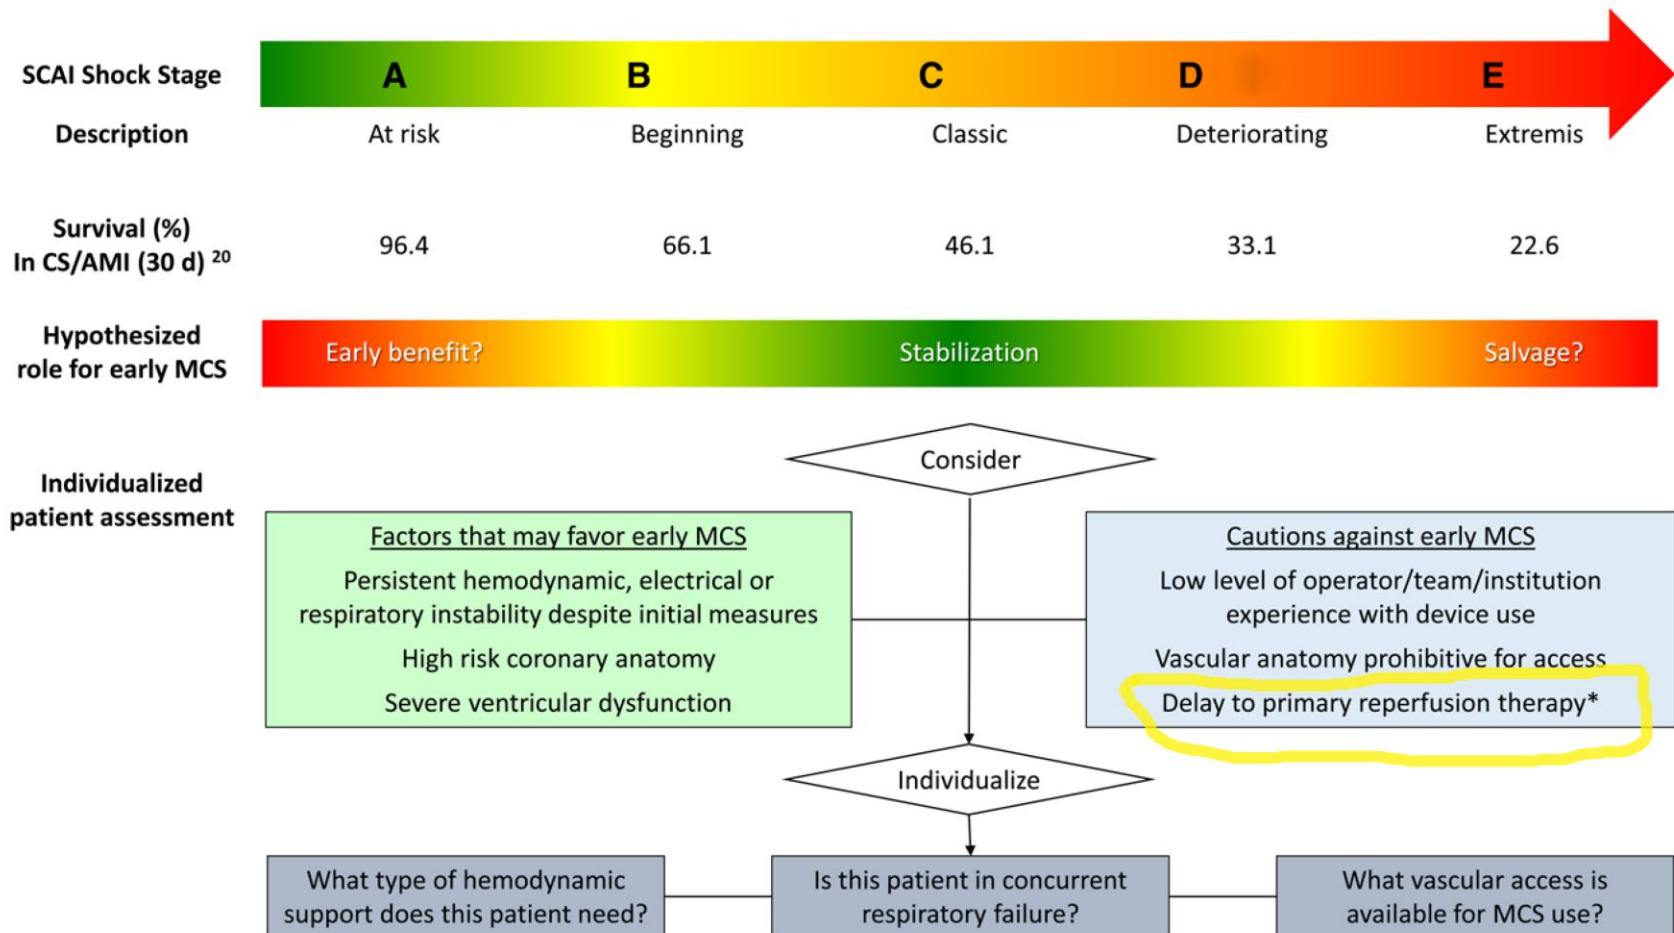 SCAI Shock Stage
A B C D E
Description
At risk Beginning Classic Deteriorating Extremis
Survival (%)
In CS/AMI (30 d) 20
96.4 66.1 46.1 33.1 22.6
Hypothesized
role for early MCS
Early benefit? Stabilization Salvage?
Individualized
patient assessment
Consider
Factors that may favor early MCS
Persistent hemodynamic, electrical or
respiratory instability despite initial measures
High risk coronary anatomy
Severe ventricular dysfunction
Cautions against early MCS
Low level of operator/team/institution
experience with device use
Vascular anatomy prohibitive for access
Delay to primary reperfusion therapy*
Individualize
What type of hemodynamic
support does this patient need?
Is this patient in concurrent
respiratory failure?
What vascular access is
available for MCS use?